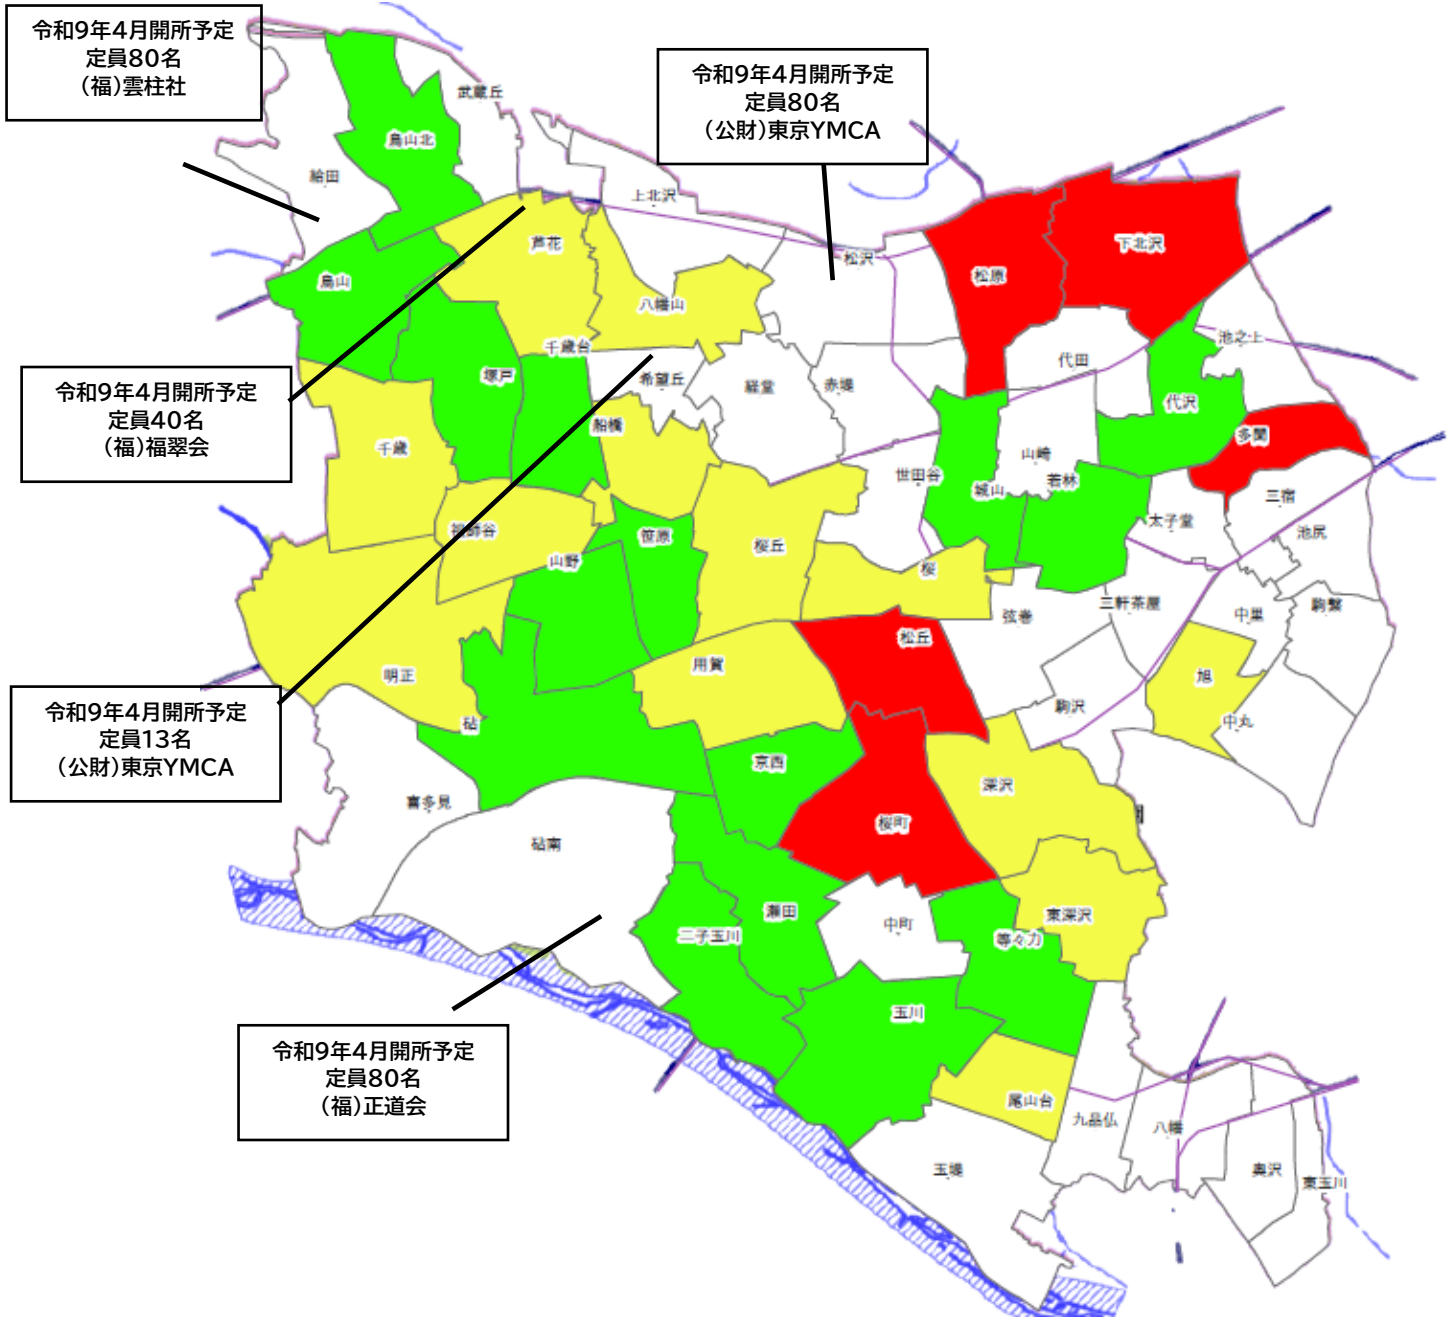 令和9年4月開所予定
定員80名
（福）雲柱社
令和9年4月開所予定
定員80名
（公財）東京YMCA
武蔵丘
烏山北
給田
上北沢
芦花
松沢
松原
下北沢
烏山
八幡山
千歳台
代田
池之上
塚戸
希望丘
経堂
赤堤
代沢
令和9年4月開所予定
定員40名
（福）福翠会
船橋
多聞
千歳
世田谷
山崎
若林
城山
三宿
太子堂
池尻
祖師谷
笹原
桜丘
山野
桜
弦巻
三軒茶屋
中里
駒繋
松丘
用賀
明正
旭
砧
駒沢
中丸
令和9年4月開所予定
定員13名
（公財）東京YMCA
京西
深沢
喜多見
桜町
砧南
瀬田
中町
東深沢
二子玉川
等々力
玉川
令和9年4月開所予定
定員80名
（福）正道会
尾山台
九品仏
八幡
玉堤
奥沢
東玉川